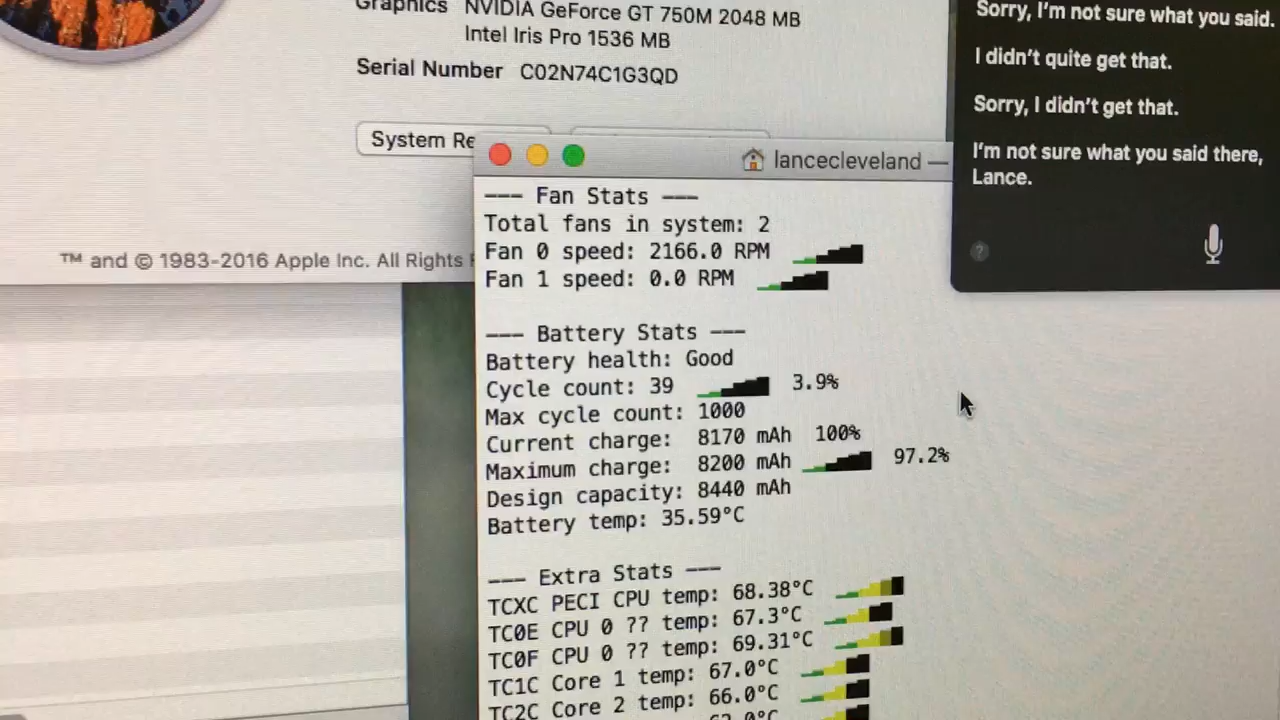 Graphics NVIDIA GeForce GT 750M 2048 MB
Intel Iris Pro 1536 MB
Serial Number C02N74C1G3QD
System Re
™ and © 1983-2016 Apple Inc. All Rights
Sorry, I'm not sure what you said.
I didn't quite get that.
Sorry, I didn't get that.
I'm not sure what you said there,
Lance.
?
lancecleveland —
--- Fan Stats ---
Total fans in system: 2
Fan 0 speed: 2166.0 RPM
Fan 1 speed: 0.0 RPM
--- Battery Stats ---
Battery health: Good
Cycle count: 39 3.9%
Max cycle count: 1000
Current charge: 8170 mAh 100%
Maximum charge: 8200 mAh 97.2%
Design capacity: 8440 mAh
Battery temp: 35.59°C
--- Extra Stats ---
TCXC PECI CPU temp: 68.38°C
TC0E CPU 0 ?? temp: 67.3°C
TC0F CPU 0 ?? temp: 69.31°C
TC1C Core 1 temp: 67.0°C
TC2C Core 2 temp: 66.0°C